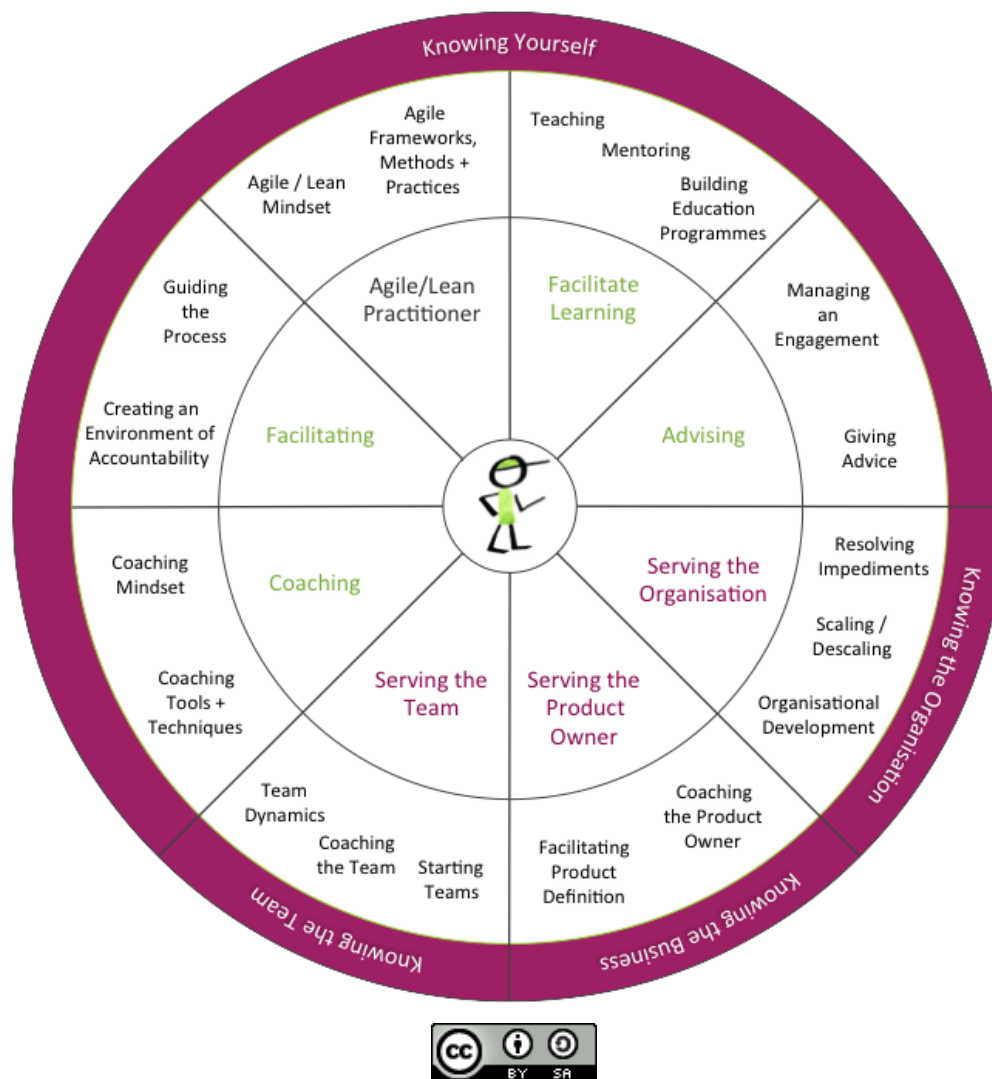 Knowing Yourself
Agile
Frameworks,
Methods +
Practices
Agile / Lean
Mindset
Teaching
Mentoring
Building
Education
Programmes
Agile/Lean
Practitioner
Facilitate
Learning
Guiding
the
Process
Managing
an
Engagement
Creating an
Environment of
Accountability
Facilitating
Advising
Giving
Advice
Coaching
Mindset
Coaching
Serving the
Organisation
Resolving
Impediments
Scaling /
Descaling
Organisational
Development
Knowing the Organisation
Coaching
Tools +
Techniques
Serving the
Team
Serving the
Product
Owner
Team
Dynamics
Coaching
the Team
Starting
Teams
Facilitating
Product
Definition
Coaching
the Product
Owner
Knowing the Team
Knowing the Business
cc
BY SA